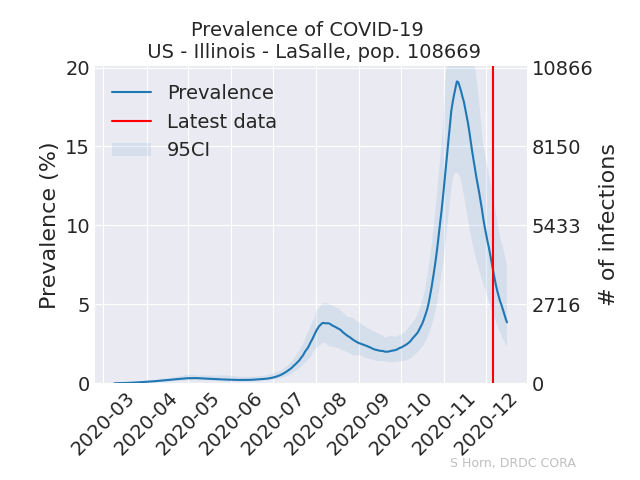 Prevalence of COVID-19
US - Illinois - LaSalle, pop. 108669
20
15
10
5
0
Prevalence (%)
Prevalence
Latest data
95CI
10866
8150
5433
2716
0
# of infections
2020-03
2020-04
2020-05
2020-06
2020-07
2020-08
2020-09
2020-10
2020-11
2020-12
S Horn, DRDC CORA